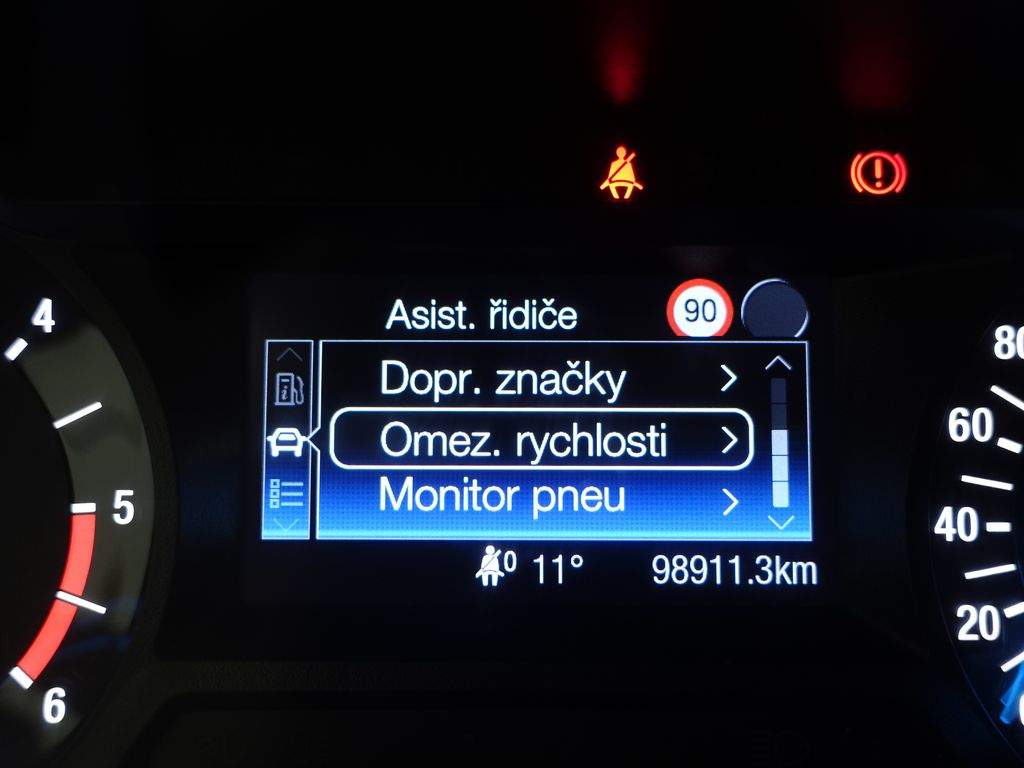 Asist. řidiče
90
Dopr. značky
Omez. rychlosti
Monitor pneu
0 11° 98911.3km
4
5
6
80
60
40
20